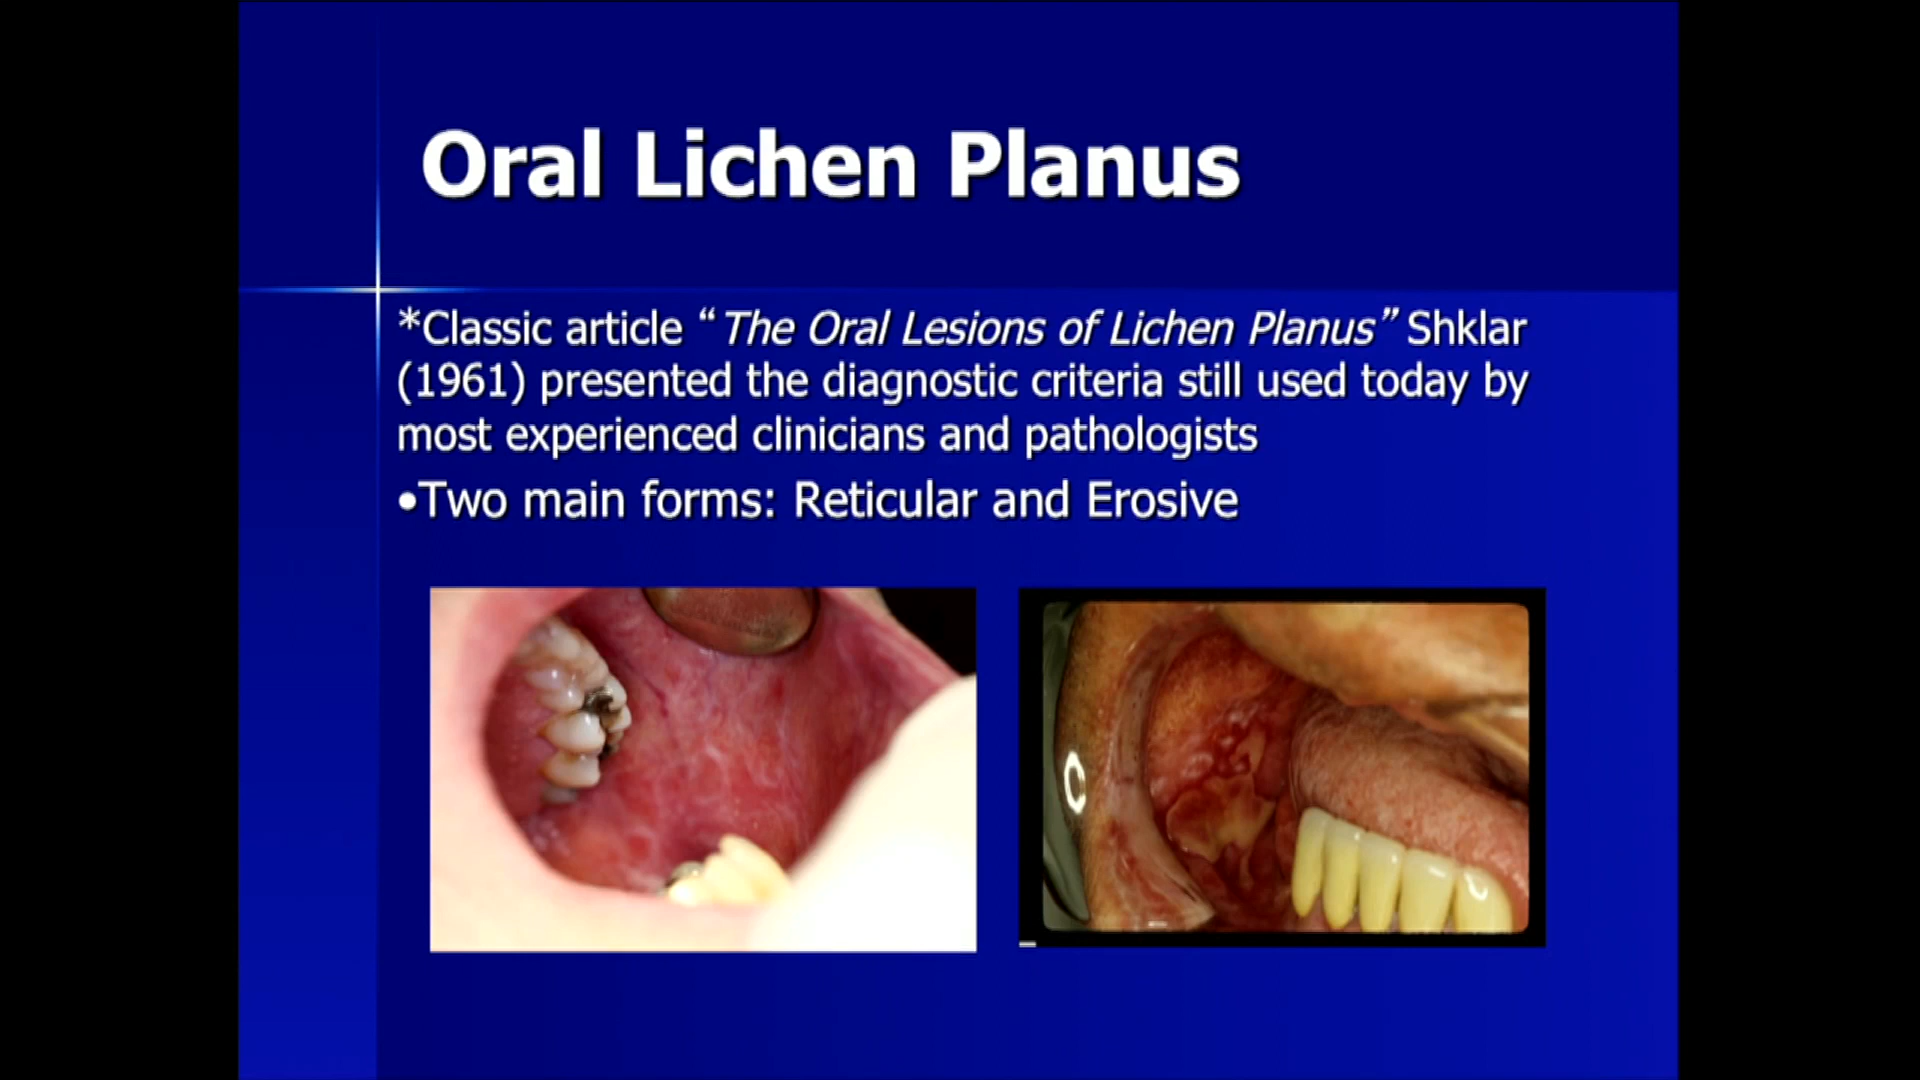 Oral Lichen Planus
*Classic article “The Oral Lesions of Lichen Planus” Shklar
(1961) presented the diagnostic criteria still used today by
most experienced clinicians and pathologists
•Two main forms: Reticular and Erosive